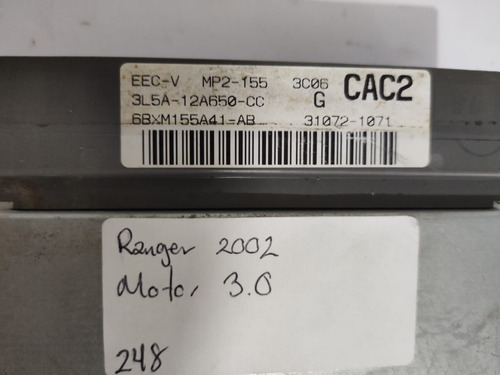 EEC-V MP2-155 3C06 CAC2
3L5A-12A650-CC G
6BXM155A41-AB 31072-1071
Ranger 2002
Motor 3.0
248